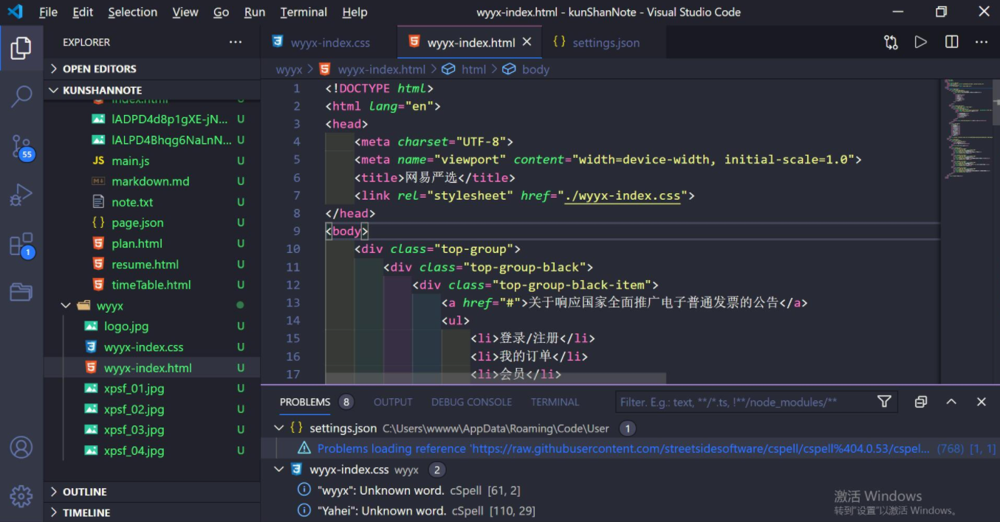 File Edit Selection View Go Run Terminal Help
wyyx-index.html - kunShanNote - Visual Studio Code
EXPLORER
wyyx-index.css
wyyx-index.html
settings.json
OPEN EDITORS
wyyx > wyyx-index.html > html > body
KUNSHANNOTE
index.html U
lADPD4d8p1gXE-jN... U
lALPD4Bhqg6NaLnN... U
JS main.js U
markdown.md U
note.txt U
{ } page.json U
plan.html U
resume.html U
timeTable.html U
wyyx
logo.jpg U
wyyx-index.css U
wyyx-index.html U
xpsf_01.jpg U
xpsf_02.jpg U
xpsf_03.jpg U
xpsf_04.jpg U
OUTLINE
TIMELINE
55
1
1 <!DOCTYPE html>
2 <html lang="en">
3 <head>
4 <meta charset="UTF-8">
5 <meta name="viewport" content="width=device-width, initial-scale=1.0">
6 <title>网易严选</title>
7 <link rel="stylesheet" href="./wyyx-index.css">
8 </head>
9 <body>
10 <div class="top-group">
11 <div class="top-group-black">
12 <div class="top-group-black-item">
13 <a href="#">关于响应国家全面推广电子普通发票的公告</a>
14 <ul>
15 <li>登录/注册</li>
16 <li>我的订单</li>
17 <li>会员</li>
PROBLEMS 8 OUTPUT DEBUG CONSOLE TERMINAL
Filter. E.g.: text, **/*.ts, !**/node_modules/**
{ } settings.json C:\Users\wwww\AppData\Roaming\Code\User 1
Problems loading reference 'https://raw.githubusercontent.com/streetsidesoftware/cspell/cspell%404.0.53/cspel... (768) [1, 1]
wyyx-index.css wyyx 2
"wyyx": Unknown word. cSpell [61, 2]
"Yahei": Unknown word. cSpell [110, 29]
激活 Windows
转到"设置"以激活 Windows。